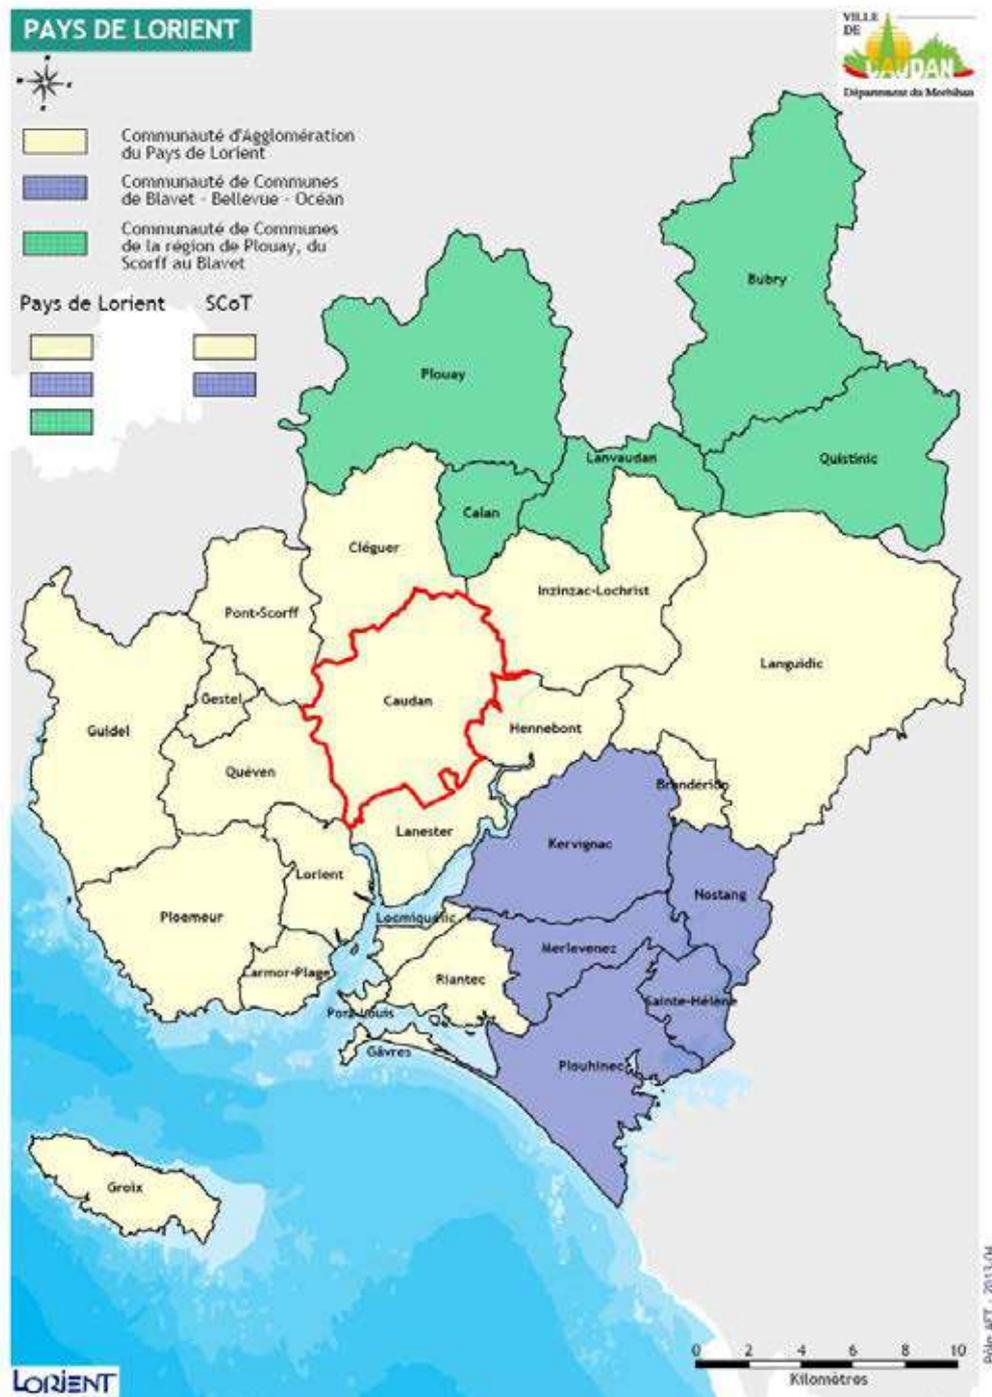 PAYS DE LORIENT
VILLE
DE
CAUDAN
Département du Morbihan
Communauté d'Agglomération
du Pays de Lorient
Communauté de Communes
de Blavet - Bellevue - Océan
Communauté de Communes
de la région de Plouay, du
Scorff au Blavet
Pays de Lorient
SCoT
Bubry
Plouay
Quistinic
Lanvaudan
Calan
Cléguer
Inzinzac-Lochrist
Pont-Scorff
Languidic
Gestel
Caudan
Guidel
Hennebont
Quéven
Brandérion
Lanester
Kervignac
Lorient
Nostang
Ploemeur
Locmiquélic
Merlevenez
Larmor-Plage
Riantec
Sainte-Hélène
Port-Louis
Gâvres
Plouhinec
Groix
0 2 4 6 8 10
Kilomètres
Pôle AET - 2013-04
LORIENT